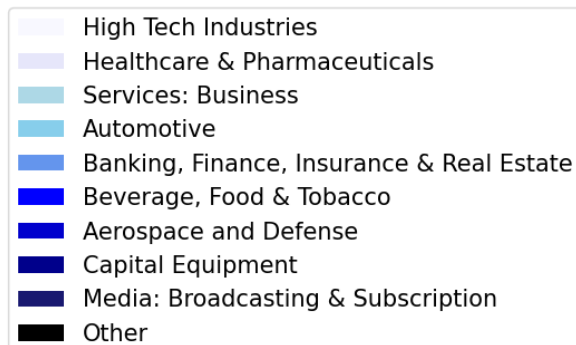 High Tech Industries
Healthcare & Pharmaceuticals
Services: Business
Automotive
Banking, Finance, Insurance & Real Estate
Beverage, Food & Tobacco
Aerospace and Defense
Capital Equipment
Media: Broadcasting & Subscription
Other